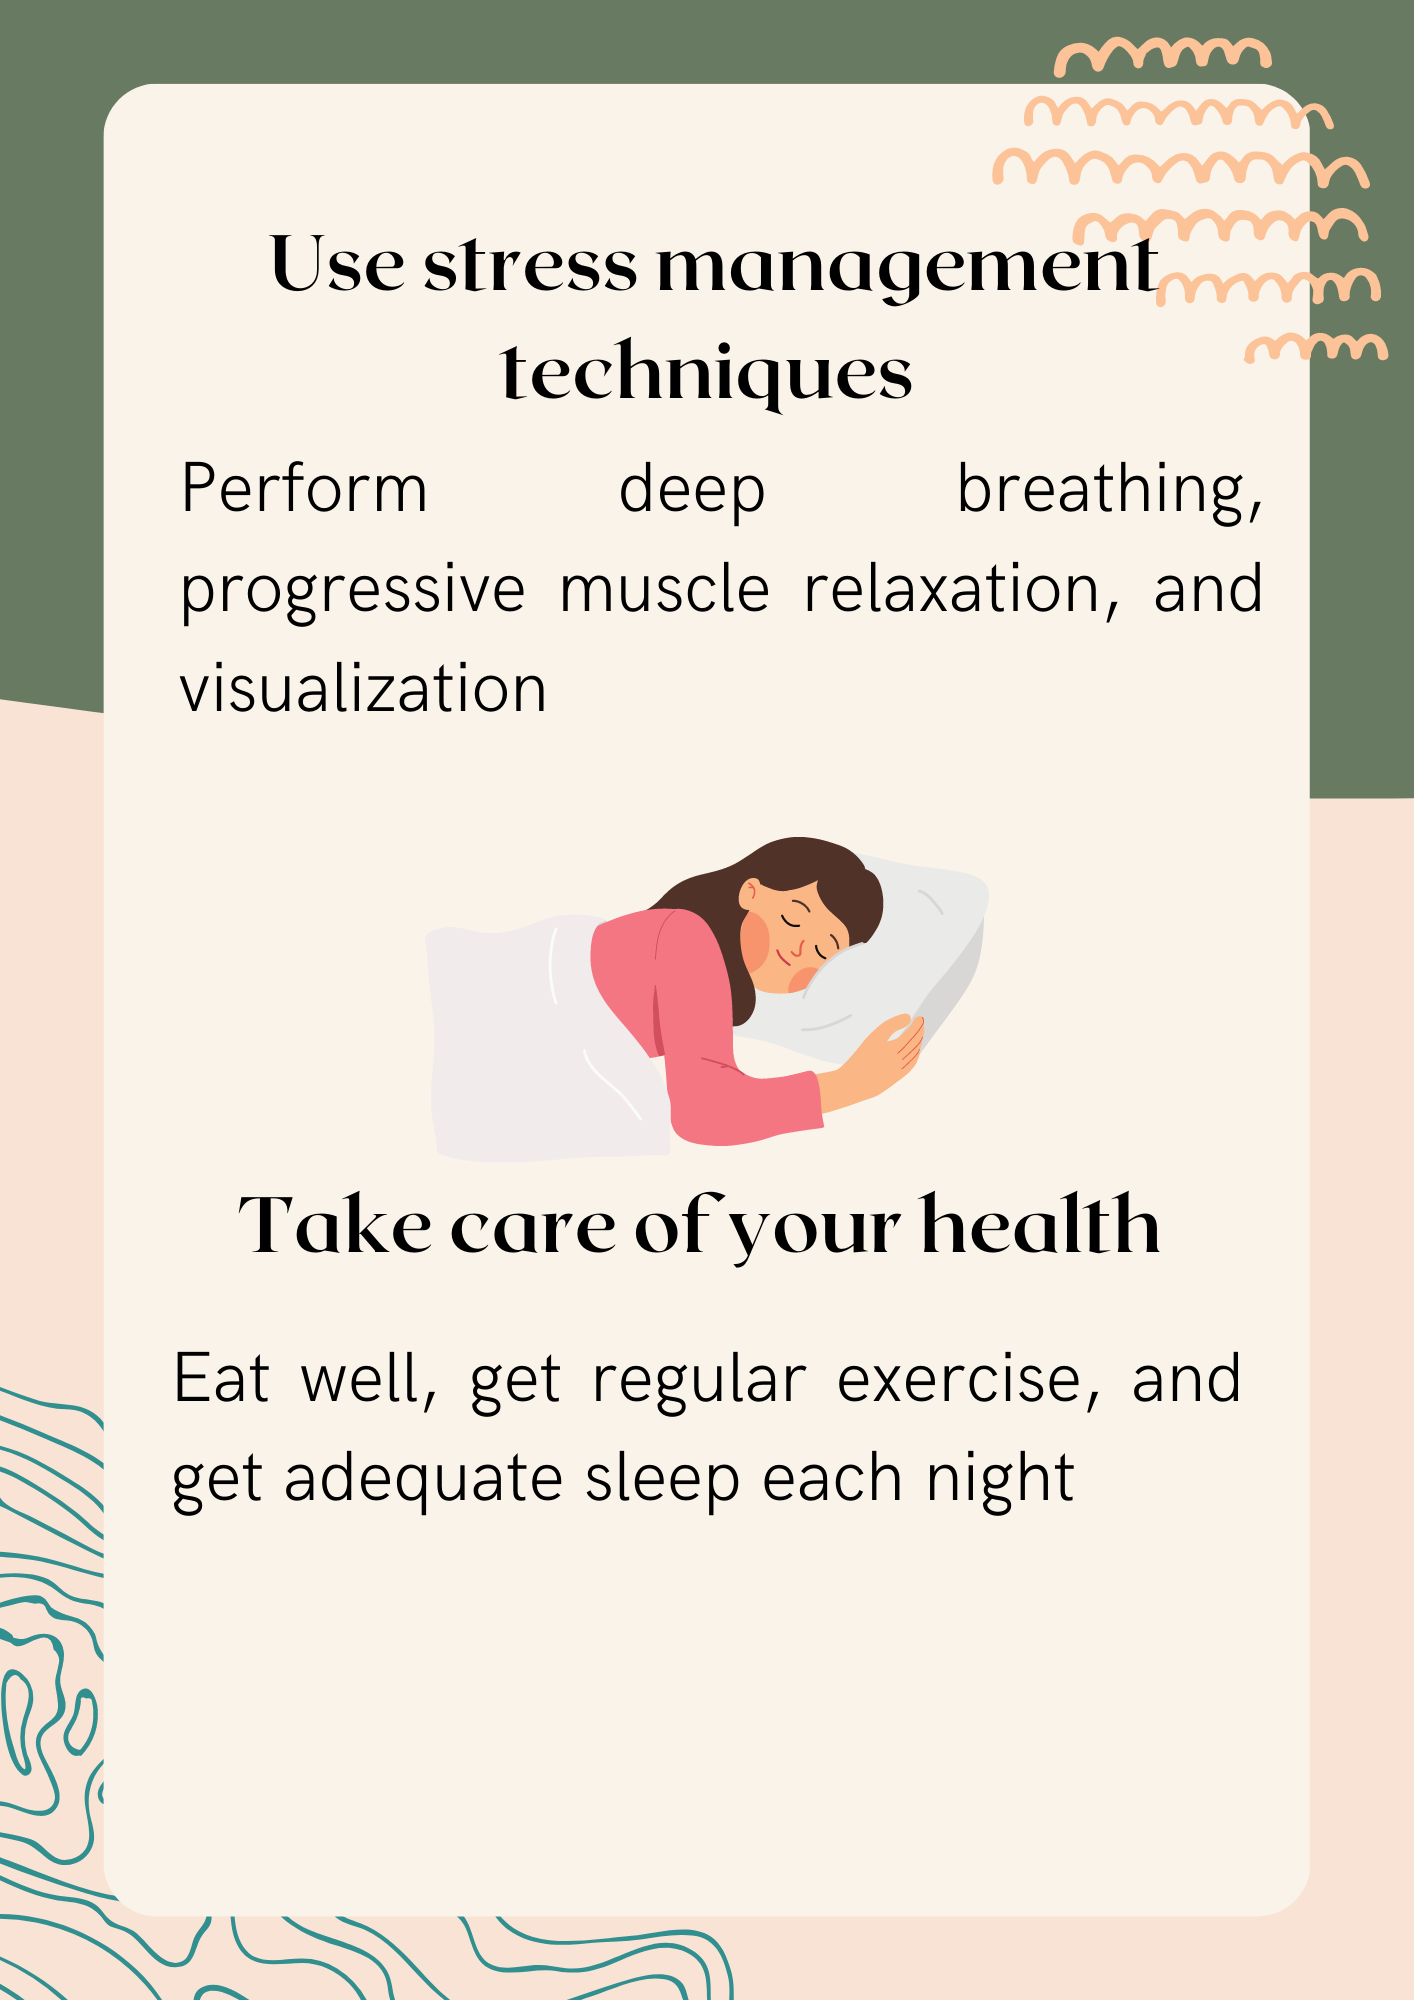 Use stress management
techniques
Perform deep breathing,
progressive muscle relaxation, and
visualization
Take care of your health
Eat well, get regular exercise, and
get adequate sleep each night